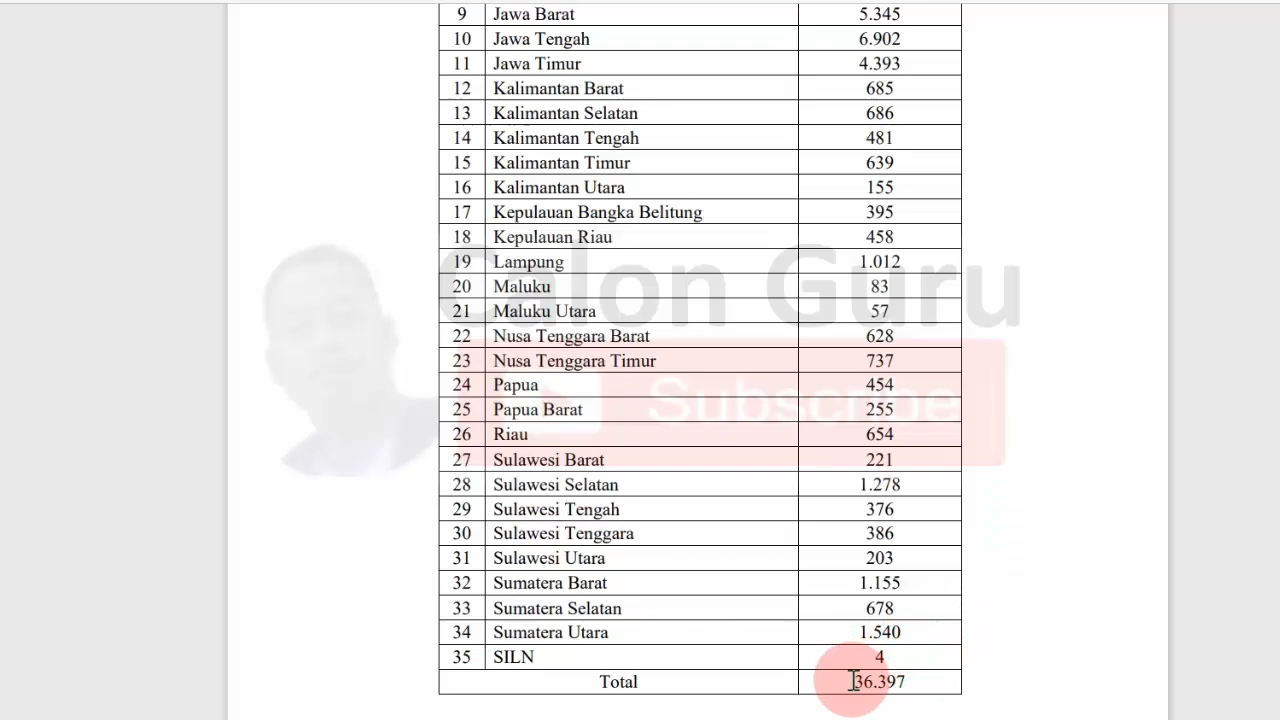 9 Jawa Barat 5.345
10 Jawa Tengah 6.902
11 Jawa Timur 4.393
12 Kalimantan Barat 685
13 Kalimantan Selatan 686
14 Kalimantan Tengah 481
15 Kalimantan Timur 639
16 Kalimantan Utara 155
17 Kepulauan Bangka Belitung 395
18 Kepulauan Riau 458
19 Lampung 1.012
20 Maluku 83
21 Maluku Utara 57
22 Nusa Tenggara Barat 628
23 Nusa Tenggara Timur 737
24 Papua 454
25 Papua Barat 255
26 Riau 654
27 Sulawesi Barat 221
28 Sulawesi Selatan 1.278
29 Sulawesi Tengah 376
30 Sulawesi Tenggara 386
31 Sulawesi Utara 203
32 Sumatera Barat 1.155
33 Sumatera Selatan 678
34 Sumatera Utara 1.540
35 SILN 4
Total 36.397
Calon Guru
Subscribe